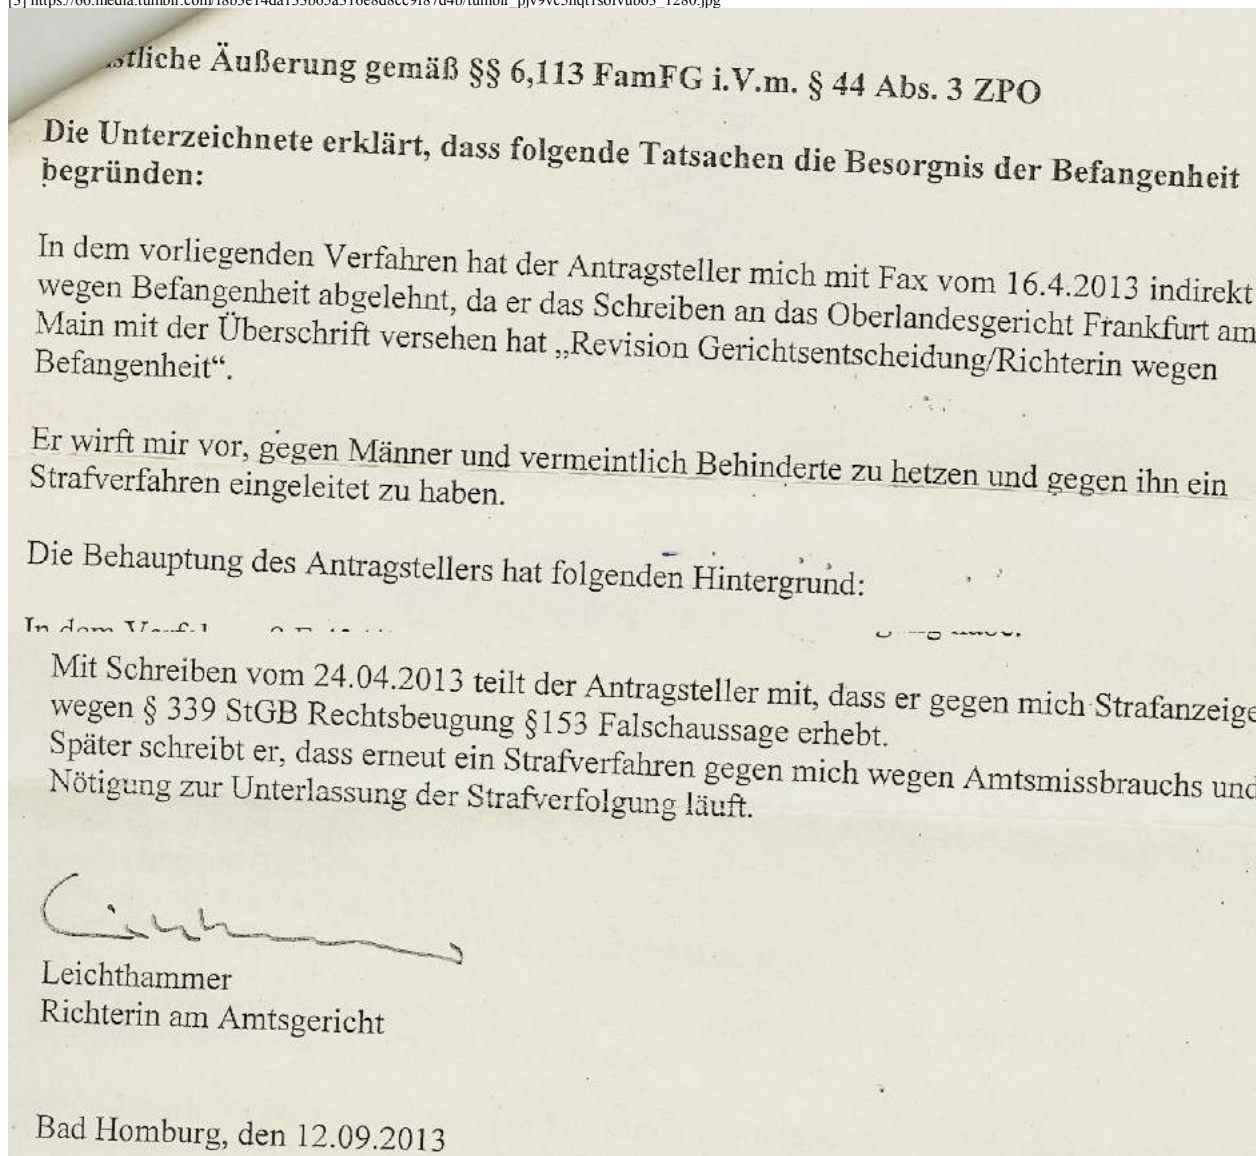 Äußerung gemäß §§ 6,113 FamFG i.V.m. § 44 Abs. 3 ZPO
Die Unterzeichnete erklärt, dass folgende Tatsachen die Besorgnis der Befangenheit
begründen:
In dem vorliegenden Verfahren hat der Antragsteller mich mit Fax vom 16.4.2013 indirekt
wegen Befangenheit abgelehnt, da er das Schreiben an das Oberlandesgericht Frankfurt am
Main mit der Überschrift versehen hat „Revision Gerichtsentscheidung/Richterin wegen
Befangenheit“.
Er wirft mir vor, gegen Männer und vermeintlich Behinderte zu hetzen und gegen ihn ein
Strafverfahren eingeleitet zu haben.
Die Behauptung des Antragstellers hat folgenden Hintergrund:
In dem
Mit Schreiben vom 24.04.2013 teilt der Antragsteller mit, dass er gegen mich Strafanzeige
wegen § 339 StGB Rechtsbeugung §153 Falschaussage erhebt.
Später schreibt er, dass erneut ein Strafverfahren gegen mich wegen Amtsmissbrauchs und
Nötigung zur Unterlassung der Strafverfolgung läuft.
Leichthammer
Richterin am Amtsgericht
Bad Homburg, den 12.09.2013